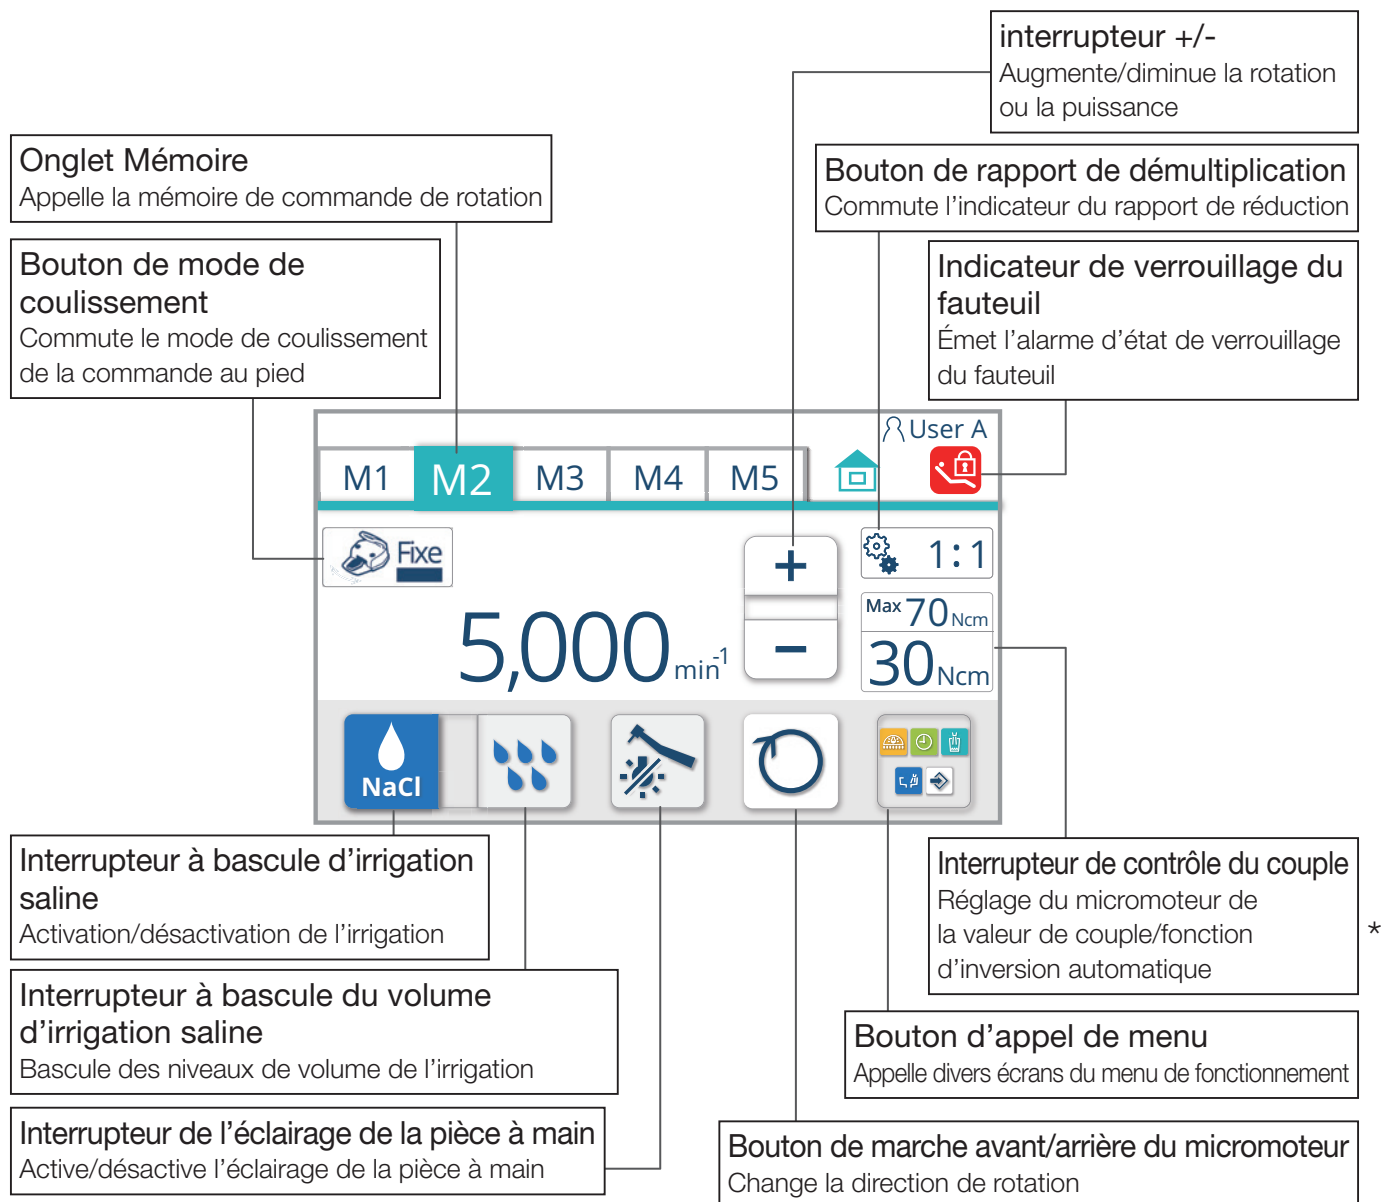 interrupteur +/-
Augmente/diminue la rotation
ou la puissance
Onglet Mémoire
Appelle la mémoire de commande de rotation
Bouton de rapport de démultiplication
Commute l’indicateur du rapport de réduction
Bouton de mode de
coulissement
Commute le mode de coulissement
de la commande au pied
Indicateur de verrouillage du
fauteuil
Émet l’alarme d’état de verrouillage
du fauteuil
User A
M1 M2 M3 M4 M5
Fixe
+
1:1
Max 70 Ncm
5,000 min-1
−
30 Ncm
NaCl
Interrupteur à bascule d’irrigation
saline
Activation/désactivation de l’irrigation
Interrupteur de contrôle du couple
Réglage du micromoteur de
la valeur de couple/fonction
d’inversion automatique
*
Interrupteur à bascule du volume
d’irrigation saline
Bascule des niveaux de volume de l’irrigation
Bouton d’appel de menu
Appelle divers écrans du menu de fonctionnement
Interrupteur de l’éclairage de la pièce à main
Active/désactive l’éclairage de la pièce à main
Bouton de marche avant/arrière du micromoteur
Change la direction de rotation